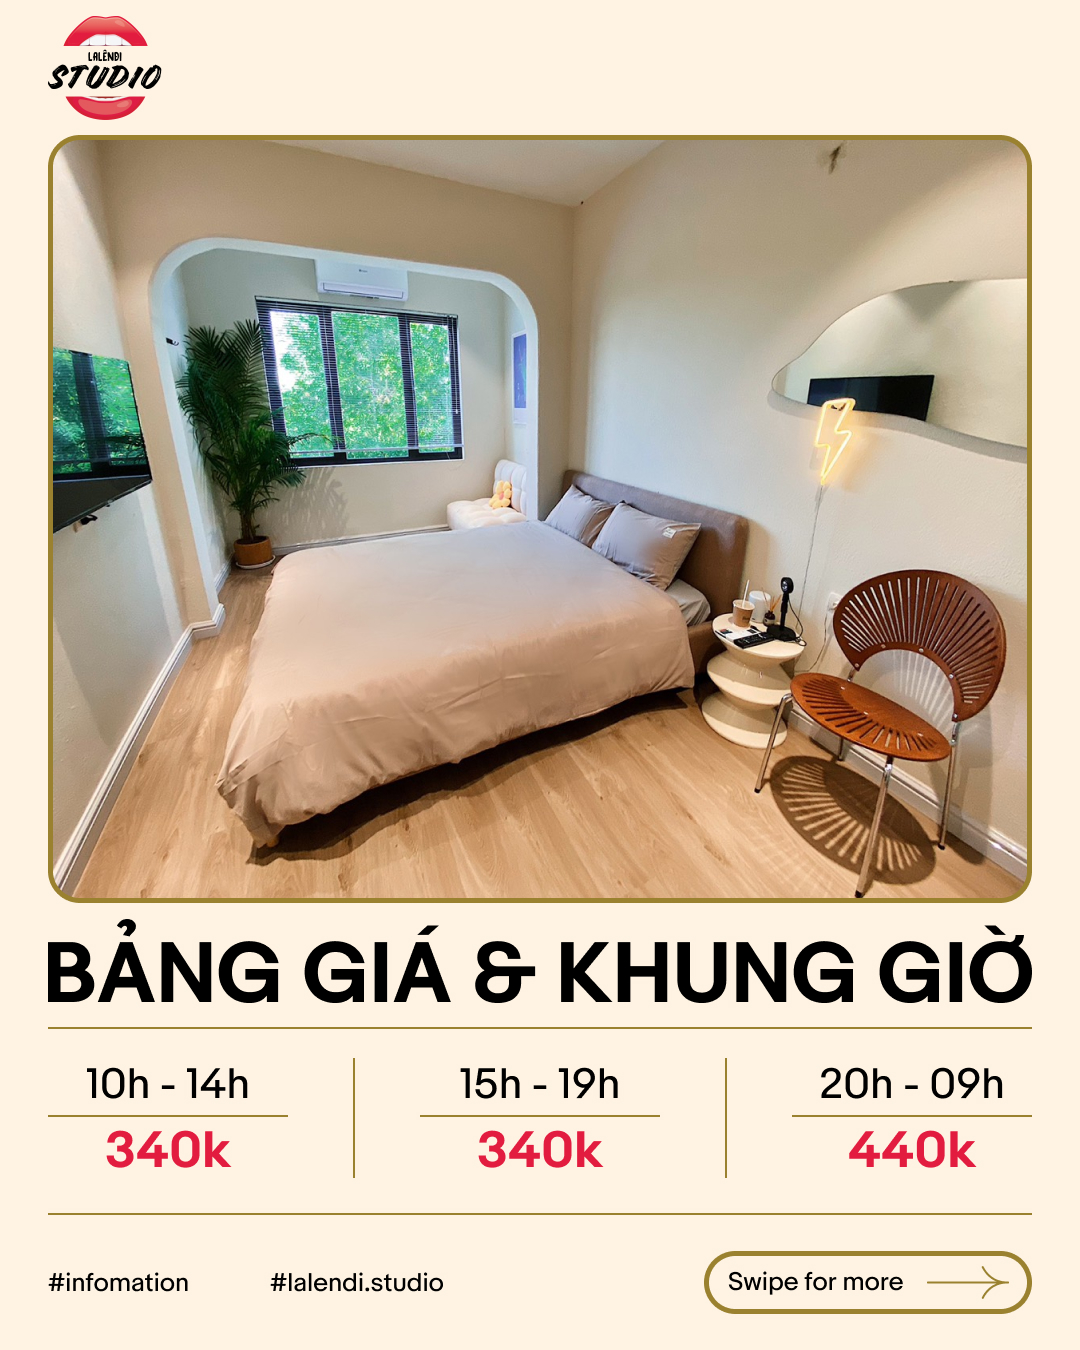 LALÊNĐI
STUDIO
BẢNG GIÁ & KHUNG GIỜ
10h - 14h
340k
15h - 19h
340k
20h - 09h
440k
#infomation
#lalendi.studio
Swipe for more